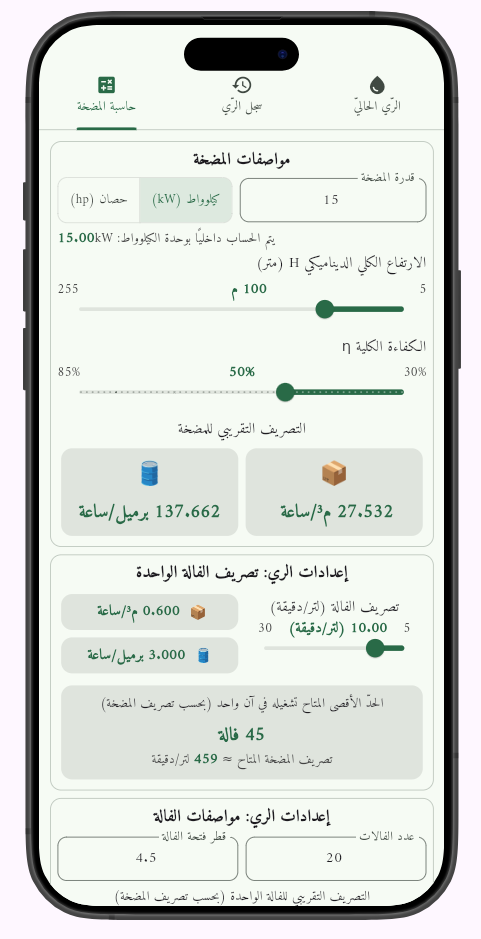 الرّي الحاليّ
سجل الرّي
حاسبة المضخة
مواصفات المضخة
قدرة المضخة
15
كيلوواط (kW)
حصان (hp)
يتم الحساب داخليًا بوحدة الكيلوواط: 15.00kW
الارتفاع الكلي الديناميكي H (متر)
5
100 م
255
الكفاءة الكلية η
30%
50%
85%
التصريف التقريبي للمضخة
27.532 م³/ساعة
137.662 برميل/ساعة
إعدادات الري: تصريف الفالة الواحدة
تصريف الفالة (لتر/دقيقة)
5
10.00 (لتر/دقيقة)
30
0.600 م³/ساعة
3.000 برميل/ساعة
الحدّ الأقصى المتاح تشغيله في آن واحد (بحسب تصريف المضخة)
45 فالة
تصريف المضخة المتاح ≈ 459 لتر/دقيقة
إعدادات الري: مواصفات الفالة
عدد الفالات
20
قطر فتحة الفالة
4.5
التصريف التقريبي للفالة الواحدة (بحسب تصريف المضخة)